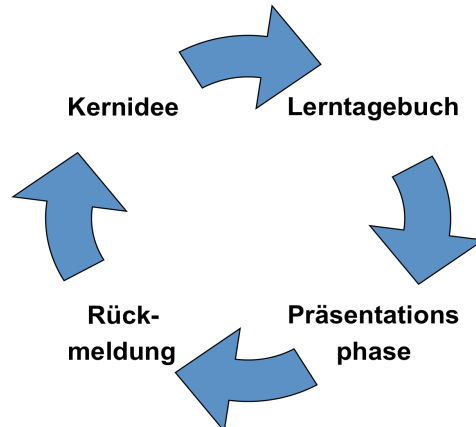 Kernidee
Lerntagebuch
Präsentations
phase
Rück-
meldung